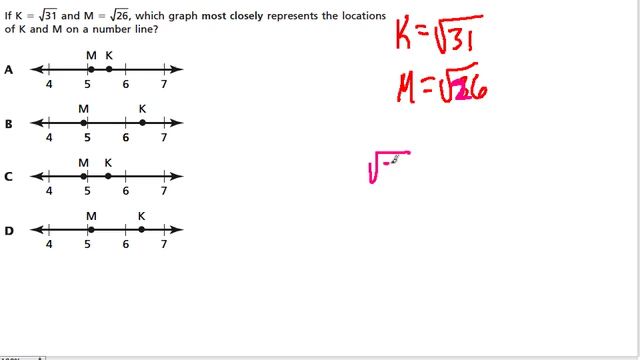 If K = √31 and M = √26, which graph most closely represents the locations
of K and M on a number line?
K = √31
M = √26
M K
A
4 5 6 7
M K
B
4 5 6 7
M K
C
4 5 6 7
M K
D
4 5 6 7